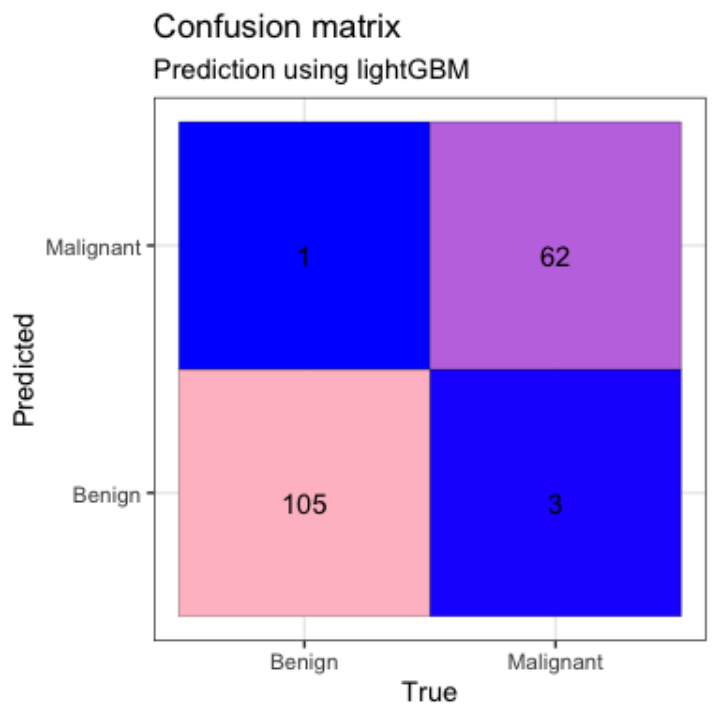 Confusion matrix
Prediction using lightGBM
Malignant
1
62
Predicted
Benign
105
3
Benign
Malignant
True